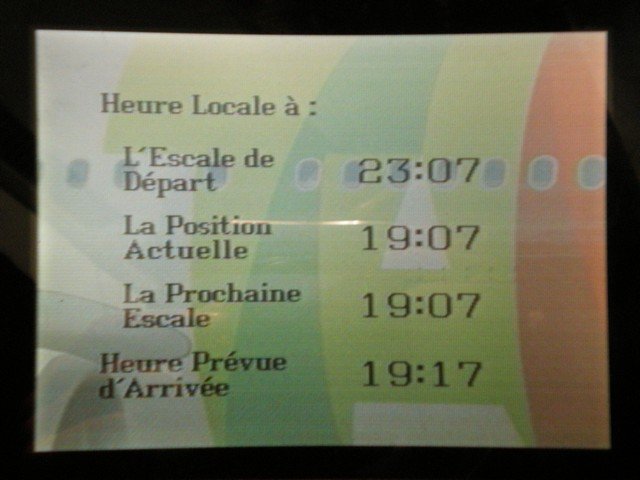 Heure Locale à :
L'Escale de
Départ 23:07
La Position
Actuelle 19:07
La Prochaine
Escale 19:07
Heure Prévue
d'Arrivée 19:17